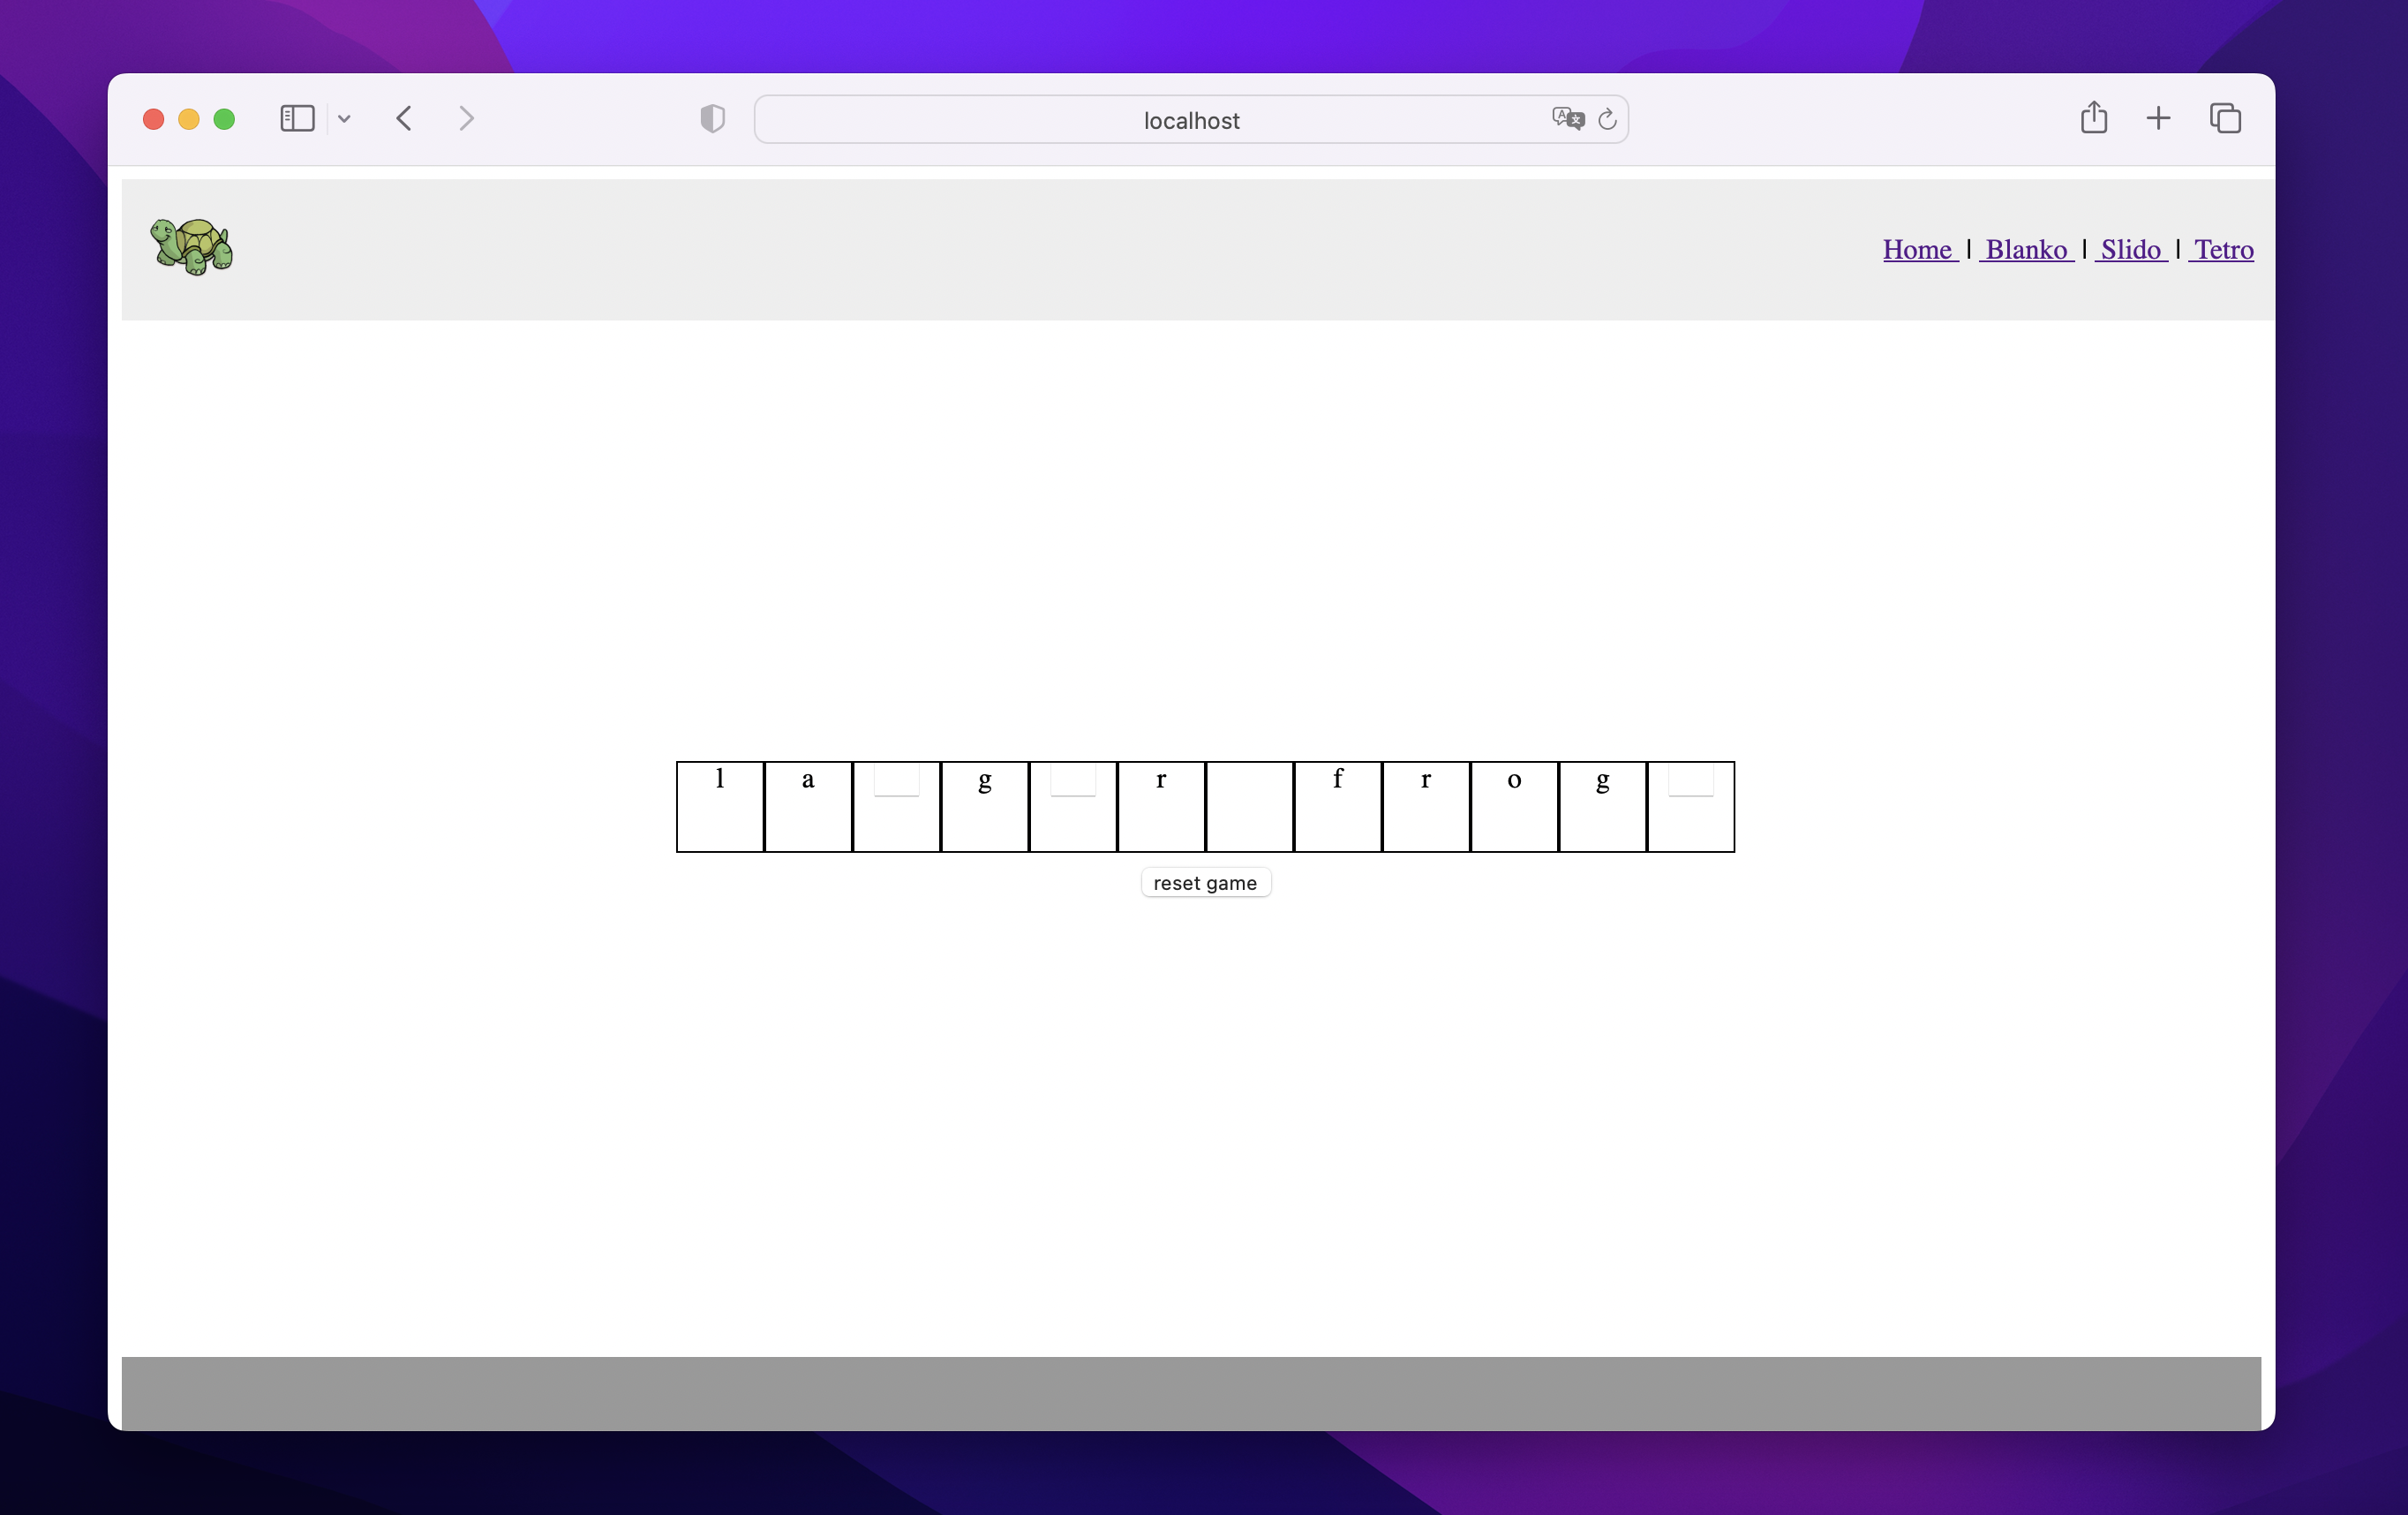 localhost
Home | Blanko | Slido | Tetro
l a g r f r o g
reset game